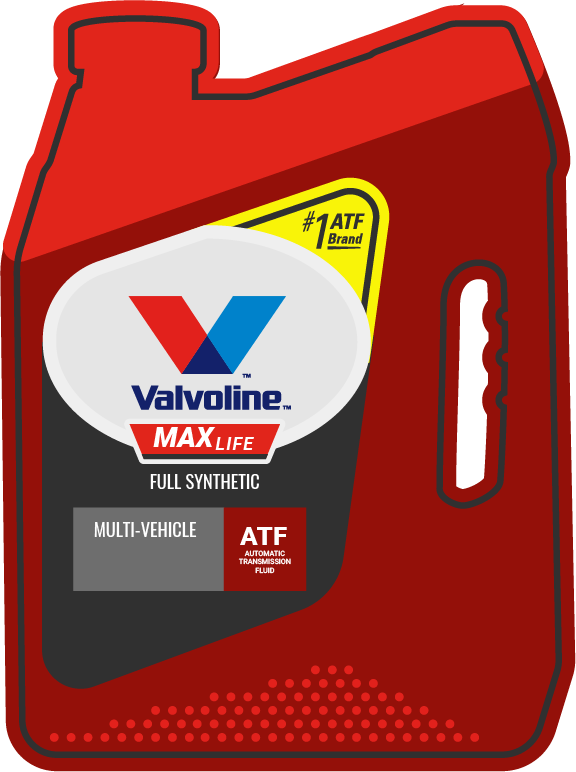 #1 ATF
Brand
Valvoline™
MAX LIFE
FULL SYNTHETIC
MULTI-VEHICLE
ATF
AUTOMATIC
TRANSMISSION
FLUID